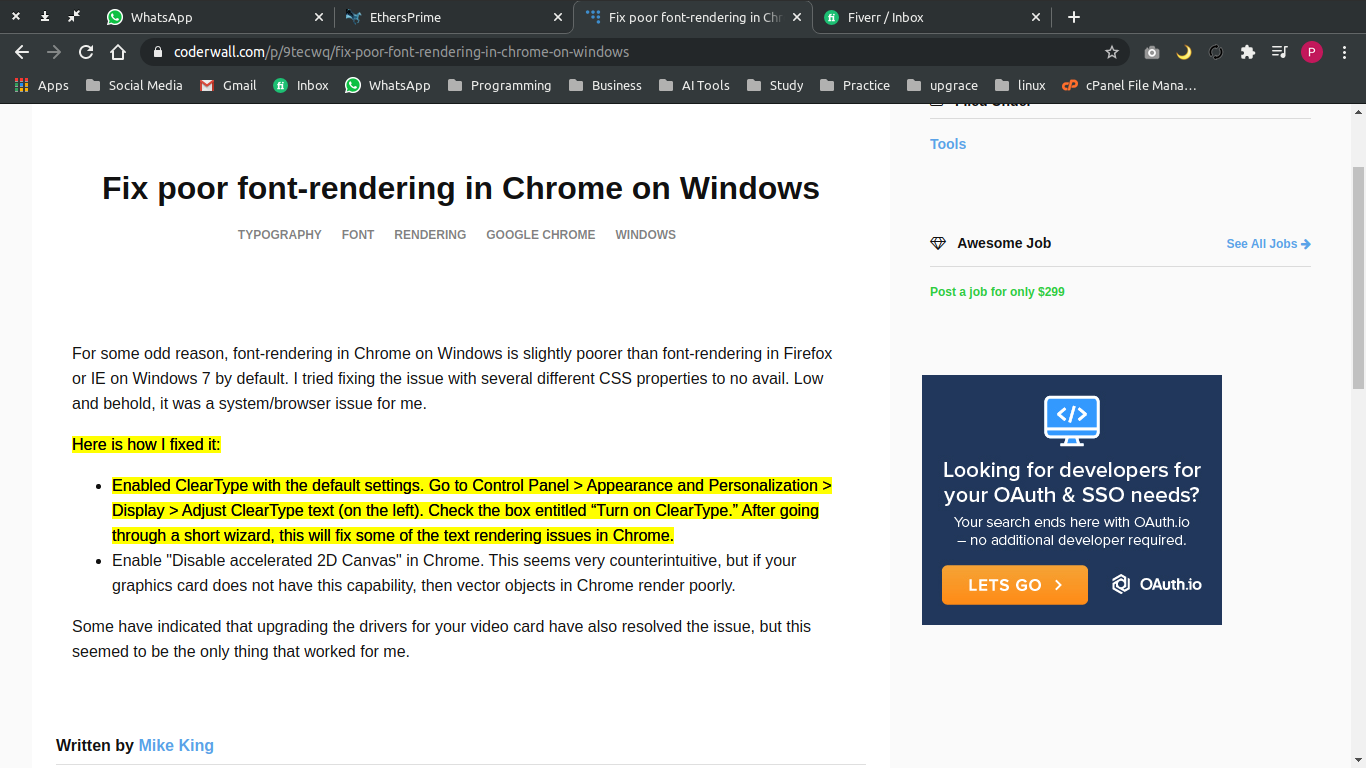 WhatsApp
EthersPrime
Fix poor font-rendering in Chr
Fiverr / Inbox
coderwall.com/p/9tecwq/fix-poor-font-rendering-in-chrome-on-windows
P
Apps
Social Media
Gmail
Inbox
WhatsApp
Programming
Business
AI Tools
Study
Practice
upgrace
linux
cPanel File Mana…
Filed Under
Tools
Fix poor font-rendering in Chrome on Windows
TYPOGRAPHY FONT RENDERING GOOGLE CHROME WINDOWS
Awesome Job
See All Jobs
Post a job for only $299
For some odd reason, font-rendering in Chrome on Windows is slightly poorer than font-rendering in Firefox
or IE on Windows 7 by default. I tried fixing the issue with several different CSS properties to no avail. Low
and behold, it was a system/browser issue for me.
Here is how I fixed it:
• Enabled ClearType with the default settings. Go to Control Panel > Appearance and Personalization >
Display > Adjust ClearType text (on the left). Check the box entitled “Turn on ClearType.” After going
through a short wizard, this will fix some of the text rendering issues in Chrome.
• Enable "Disable accelerated 2D Canvas" in Chrome. This seems very counterintuitive, but if your
graphics card does not have this capability, then vector objects in Chrome render poorly.
Some have indicated that upgrading the drivers for your video card have also resolved the issue, but this
seemed to be the only thing that worked for me.
Written by Mike King
Looking for developers for
your OAuth & SSO needs?
Your search ends here with OAuth.io
– no additional developer required.
LETS GO
OAuth.io